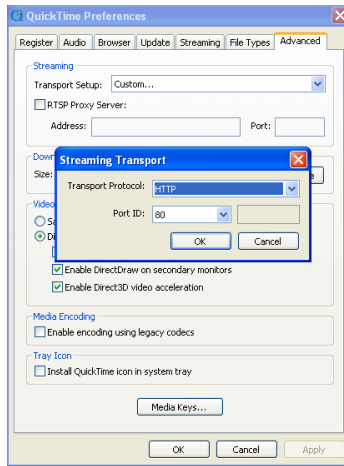 QuickTime Preferences
Register Audio Browser Update Streaming File Types Advanced
Streaming
Transport Setup: Custom...
RTSP Proxy Server:
Address: Port:
Streaming Transport
Size:
Transport Protocol: HTTP
Video
Port ID: 80
OK Cancel
Enable DirectDraw on secondary monitors
Enable Direct3D video acceleration
Media Encoding
Enable encoding using legacy codecs
Tray Icon
Install QuickTime icon in system tray
Media Keys...
OK Cancel Apply